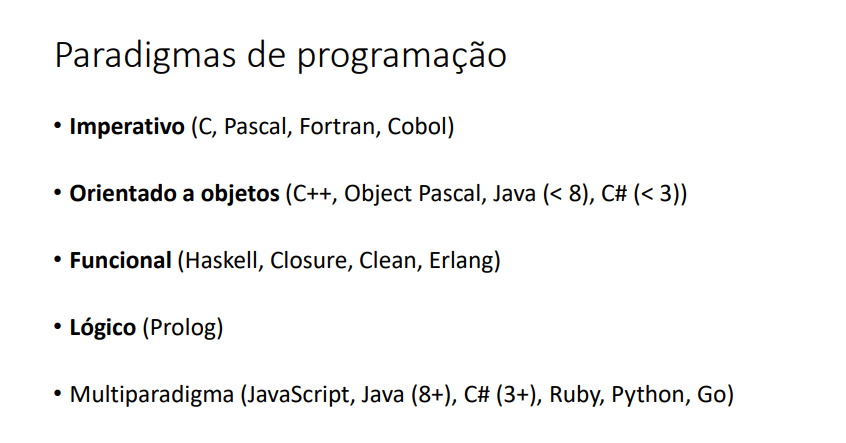 Paradigmas de programação
• Imperativo (C, Pascal, Fortran, Cobol)
• Orientado a objetos (C++, Object Pascal, Java (< 8), C# (< 3))
• Funcional (Haskell, Closure, Clean, Erlang)
• Lógico (Prolog)
• Multiparadigma (JavaScript, Java (8+), C# (3+), Ruby, Python, Go)